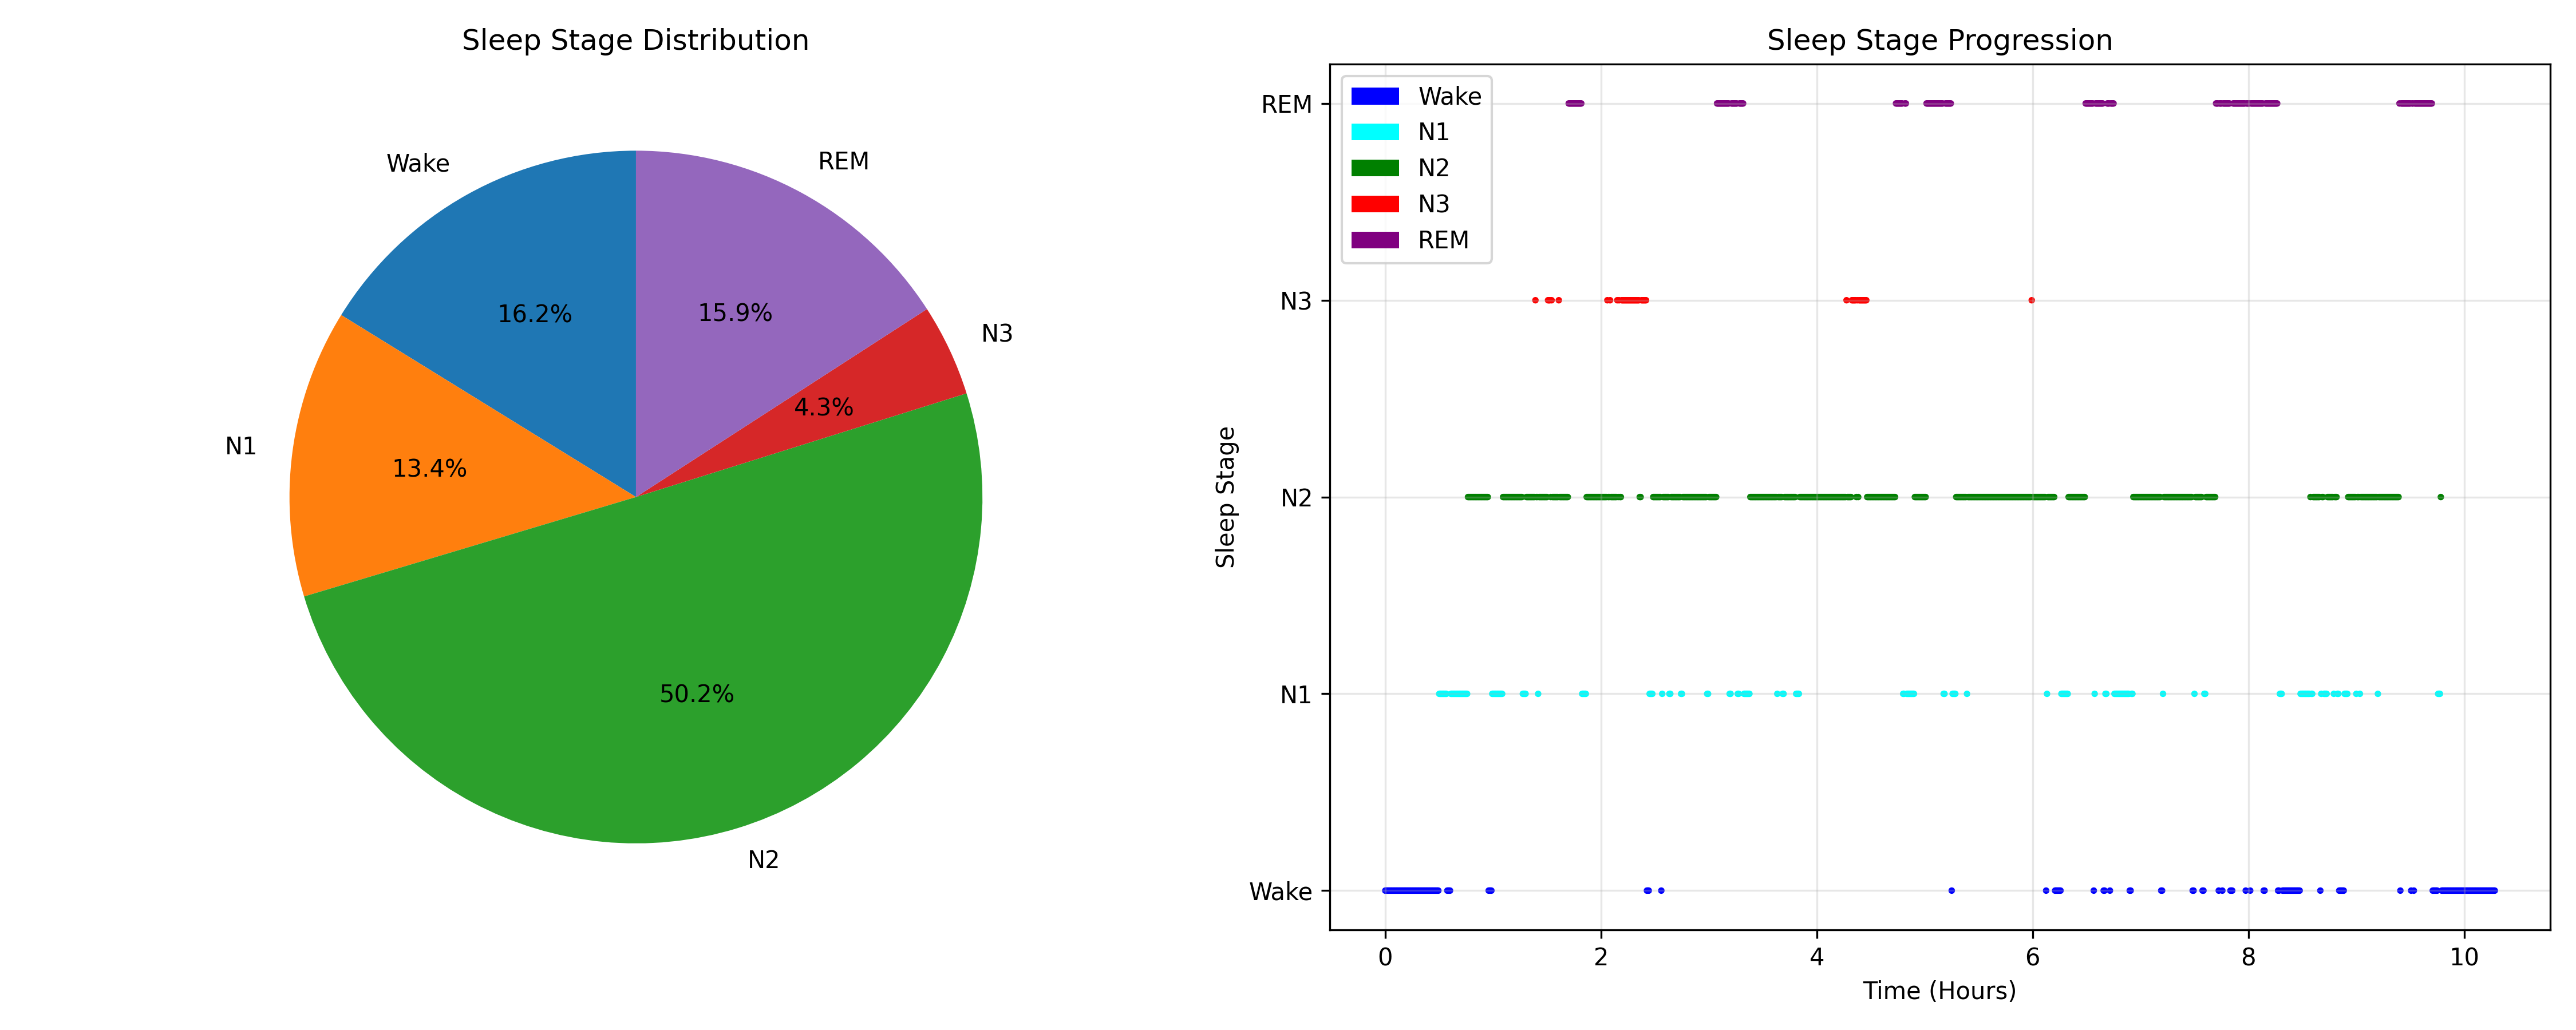 Sleep Stage Distribution
Wake
REM
N3
N1
N2
16.2%
15.9%
4.3%
13.4%
50.2%
Sleep Stage Progression
Wake
N1
N2
N3
REM
Sleep Stage
REM
N3
N2
N1
Wake
0 2 4 6 8 10
Time (Hours)